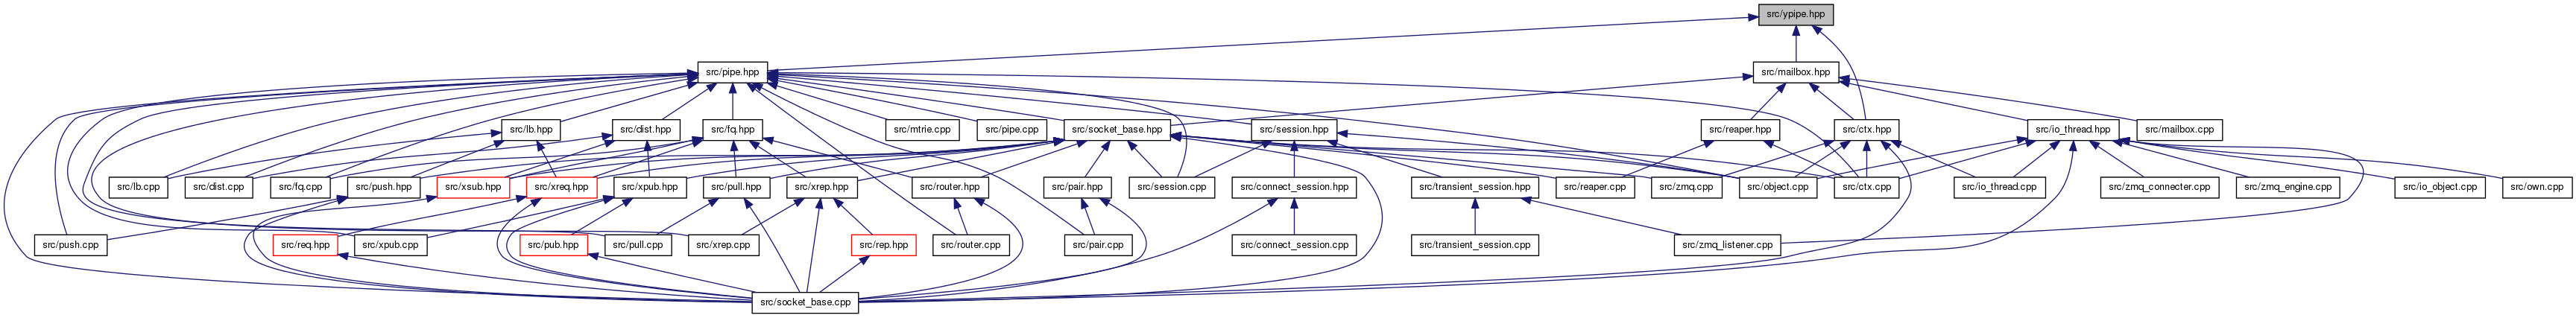 src/ypipe.hpp
src/pipe.hpp
src/mailbox.hpp
src/lb.hpp
src/dist.hpp
src/fq.hpp
src/mtrie.cpp
src/pipe.cpp
src/socket_base.hpp
src/session.hpp
src/reaper.hpp
src/ctx.hpp
src/io_thread.hpp
src/mailbox.cpp
src/lb.cpp
src/dist.cpp
src/fq.cpp
src/push.hpp
src/xsub.hpp
src/xreq.hpp
src/xpub.hpp
src/pull.hpp
src/xrep.hpp
src/router.hpp
src/pair.hpp
src/session.cpp
src/connect_session.hpp
src/transient_session.hpp
src/reaper.cpp
src/zmq.cpp
src/object.cpp
src/ctx.cpp
src/io_thread.cpp
src/zmq_connecter.cpp
src/zmq_engine.cpp
src/io_object.cpp
src/own.cpp
src/push.cpp
src/req.hpp
src/xpub.cpp
src/pub.hpp
src/pull.cpp
src/xrep.cpp
src/rep.hpp
src/router.cpp
src/pair.cpp
src/connect_session.cpp
src/transient_session.cpp
src/zmq_listener.cpp
src/socket_base.cpp